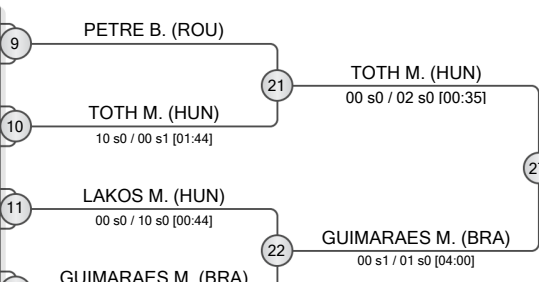 PETRE B. (ROU)
9
TOTH M. (HUN)
21
00 s0 / 02 s0 [00:35]
TOTH M. (HUN)
10
10 s0 / 00 s1 [01:44]
LAKOS M. (HUN)
11
00 s0 / 10 s0 [00:44]
GUIMARAES M. (BRA)
22
00 s1 / 01 s0 [04:00]
GUIMARAES M. (BRA)